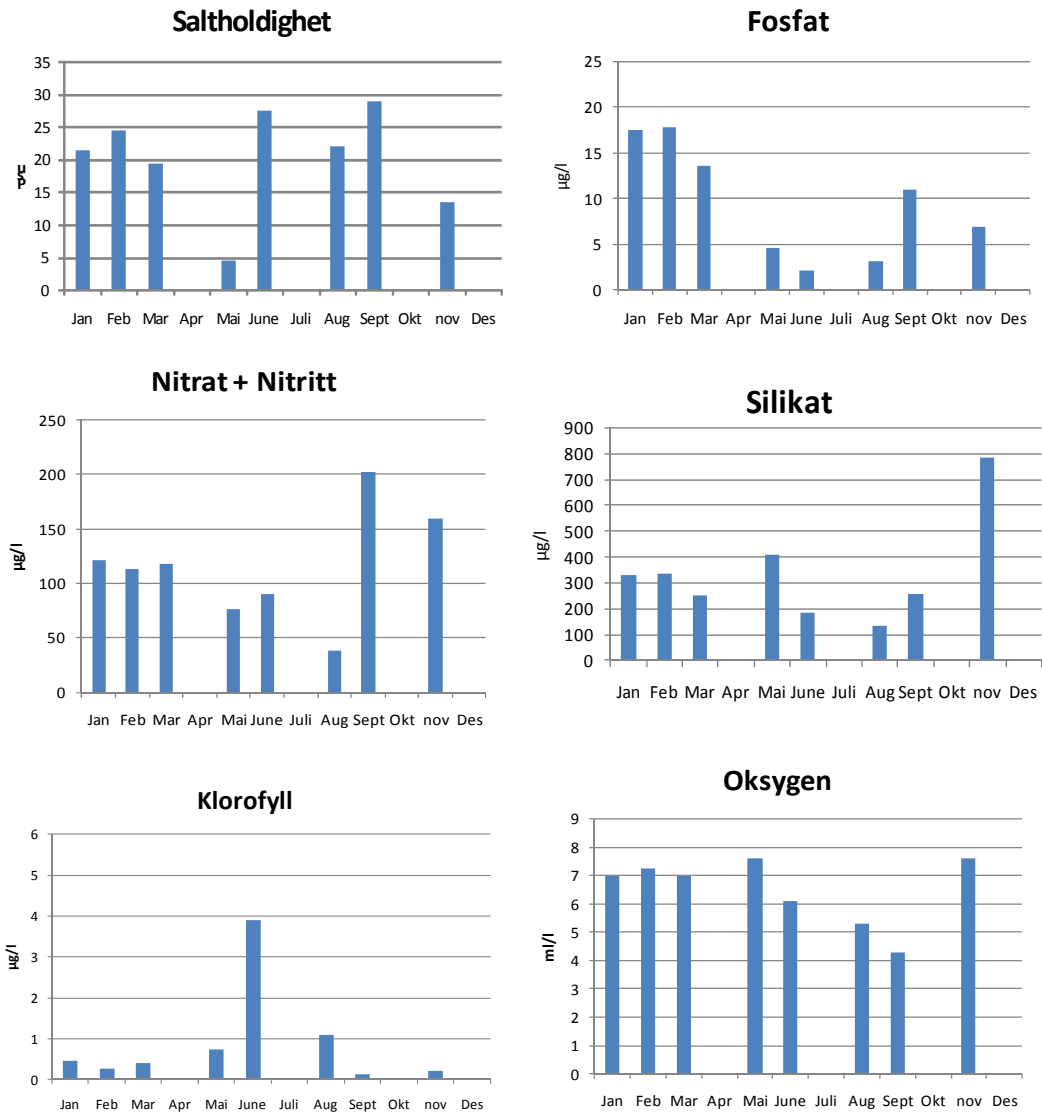 Saltholdighet
35
30
25
20
15
10
5
0
Jan Feb Mar Apr Mai June Juli Aug Sept Okt nov Des
Fosfat
25
20
15
10
5
0
µg/l
Jan Feb Mar Apr Mai June Juli Aug Sept Okt nov Des
Nitrat + Nitritt
250
200
150
100
50
0
µg/l
Jan Feb Mar Apr Mai June Juli Aug Sept Okt nov Des
Silikat
900
800
700
600
500
400
300
200
100
0
µg/l
Jan Feb Mar Apr Mai June Juli Aug Sept Okt nov Des
Klorofyll
6
5
4
3
2
1
0
µg/l
Jan Feb Mar Apr Mai June Juli Aug Sept Okt nov Des
Oksygen
9
8
7
6
5
4
3
2
1
0
ml/l
Jan Feb Mar Apr Mai June Juli Aug Sept Okt nov Des